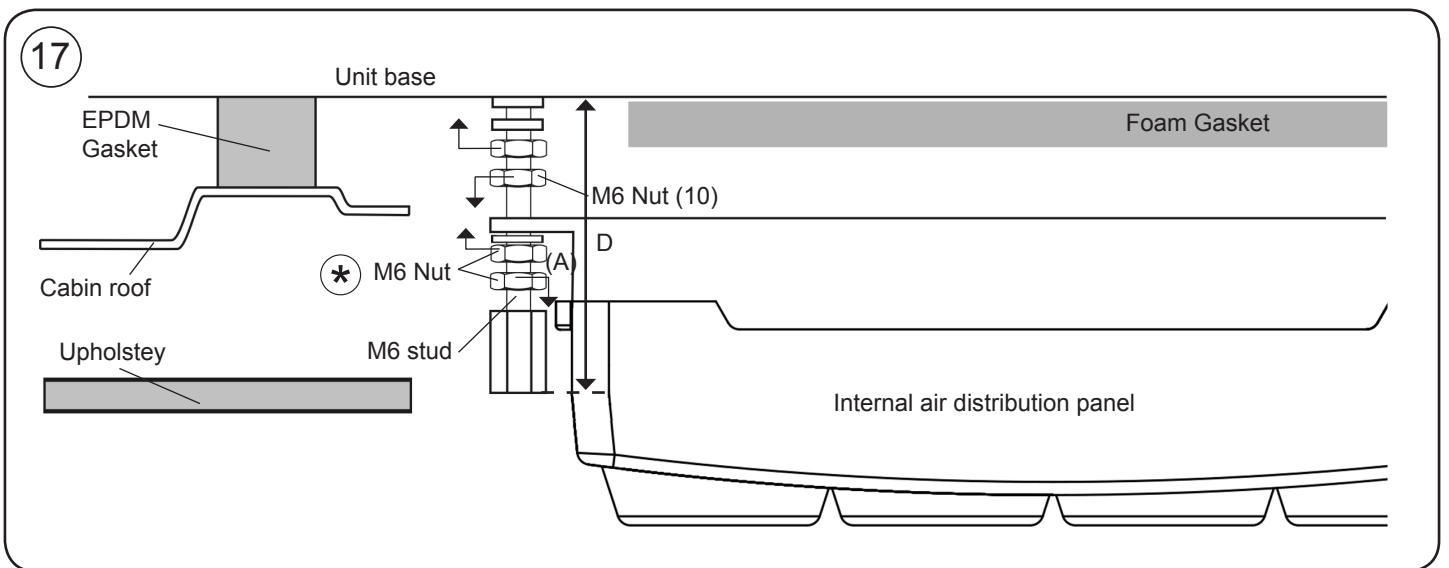 17
Unit base
EPDM
Gasket
Foam Gasket
M6 Nut (10)
D
(A)
* M6 Nut
Cabin roof
Upholstey
M6 stud
Internal air distribution panel